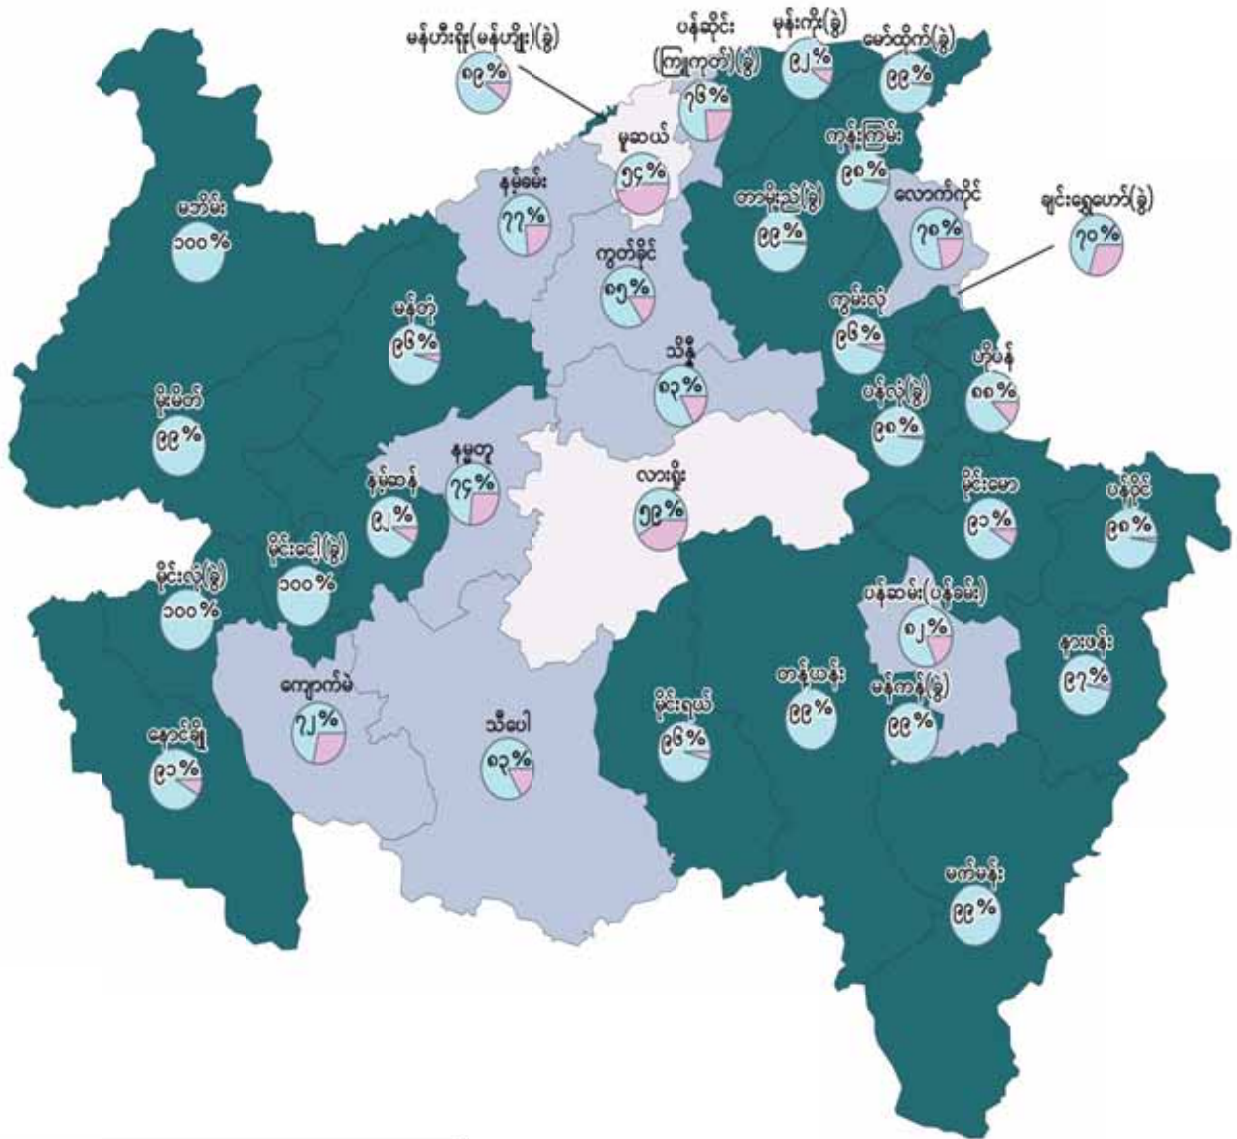 မန်ဟီးရိုး(မန်ဟျိုး)(ခွဲ)
၈၉%
ပန်ဆိုင်း
(ကြူကုတ်)(ခွဲ)
၇၆%
မုန်းကိုး(ခွဲ)
၉၂%
မော်ထိုက်(ခွဲ)
၉၉%
မူဆယ်
၅၄%
ကုန်းကြမ်း
၉၈%
နမ့်ခမ်း
၇၇%
တာမိုးညဲ(ခွဲ)
၉၉%
လောက်ကိုင်
၇၈%
ချင်းရွှေဟော်(ခွဲ)
၇၀%
မဘိမ်း
၁၀၀%
ကွတ်ခိုင်
၈၅%
မန်တုံ
၉၆%
ကွမ်းလုံ
၉၆%
သိန္နီ
၈၃%
ဟိုပန်
၈၈%
မိုးမိတ်
၉၉%
ပန်လုံ(ခွဲ)
၉၈%
နမ္မတူ
၇၄%
လားရှိုး
၅၉%
နမ့်ဆန်
မိုင်းမော
၉၁%
ပန်ဝိုင်
၉၈%
မိုင်းငေါ့(ခွဲ)
၁၀၀%
မိုင်းလုံ(ခွဲ)
၁၀၀%
ပန်ဆမ်း(ပန်ခမ်း)
၈၂%
နားဖန်း
၉၇%
ကျောက်မဲ
၇၂%
တန့်ယန်း
၉၉%
မန်ကန်(ခွဲ)
၉၉%
မိုင်းရယ်
၉၆%
သီပေါ
၈၃%
နောင်ချို
၉၁%
မက်မန်း
၉၉%